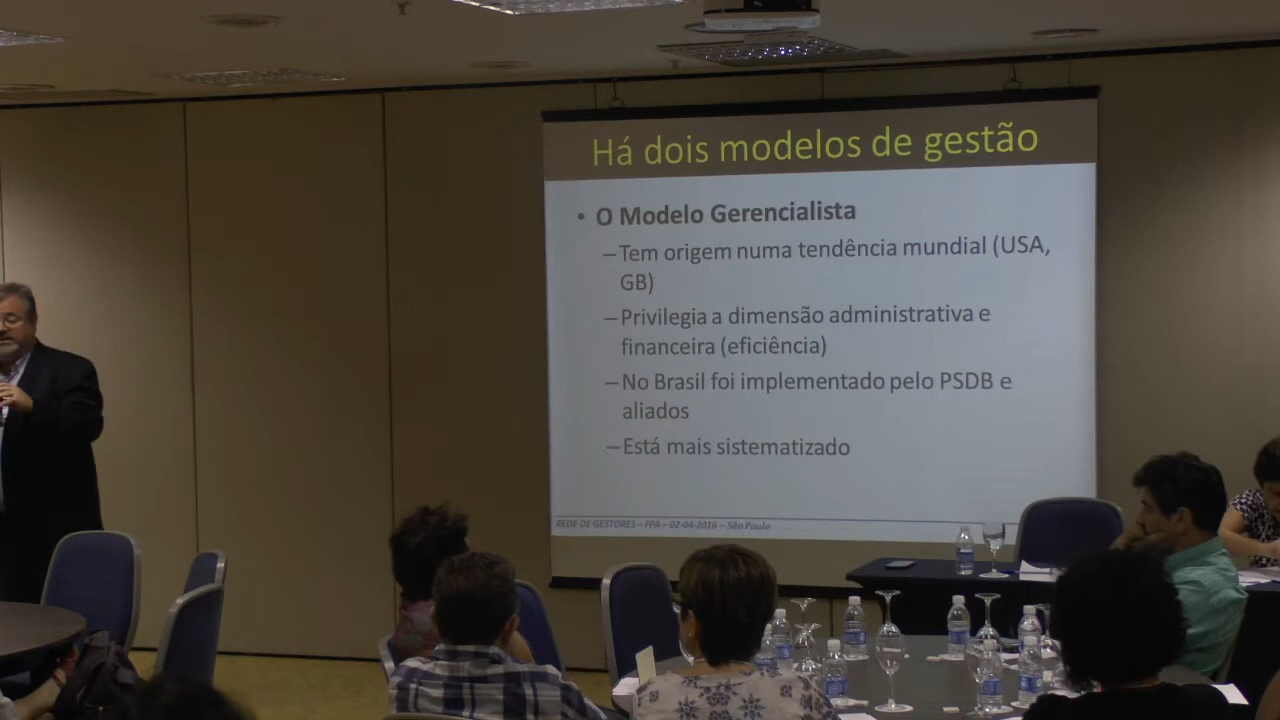 Há dois modelos de gestão
• O Modelo Gerencialista
–Tem origem numa tendência mundial (USA,
GB)
–Privilegia a dimensão administrativa e
financeira (eficiência)
–No Brasil foi implementado pelo PSDB e
aliados
–Está mais sistematizado
REDE DE GESTORES – FPA – 02-04-2016 – São Paulo